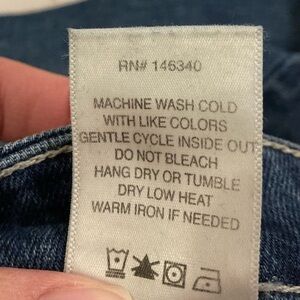 RN# 146340
MACHINE WASH COLD
WITH LIKE COLORS
GENTLE CYCLE INSIDE OUT
DO NOT BLEACH
HANG DRY OR TUMBLE
DRY LOW HEAT
WARM IRON IF NEEDED